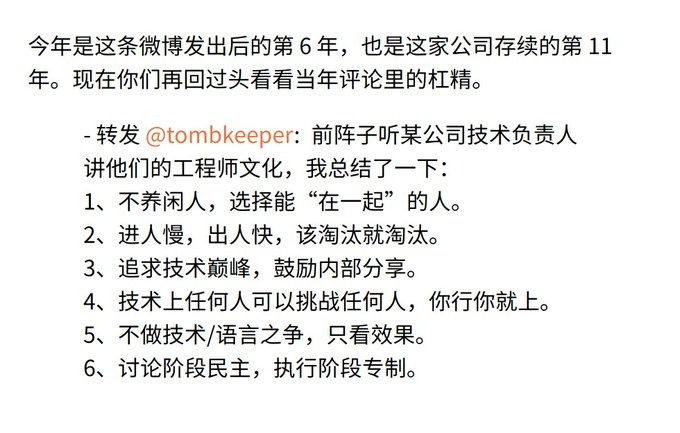 今年是这条微博发出后的第 6 年，也是这家公司存续的第 11
年。现在你们再回过头看看当年评论里的杠精。
- 转发 @tombkeeper: 前阵子听某公司技术负责人
讲他们的工程师文化，我总结了一下：
1、不养闲人，选择能“在一起”的人。
2、进人慢，出人快，该淘汰就淘汰。
3、追求技术巅峰，鼓励内部分享。
4、技术上任何人可以挑战任何人，你行你就上。
5、不做技术/语言之争，只看效果。
6、讨论阶段民主，执行阶段专制。